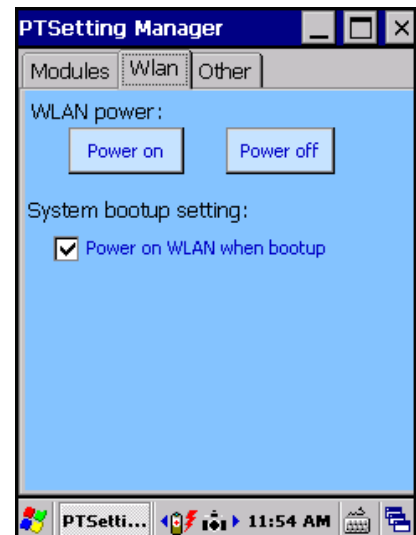 PTSetting Manager
Modules Wlan Other
WLAN power:
Power on Power off
System bootup setting:
Power on WLAN when bootup
PTSetti... 11:54 AM